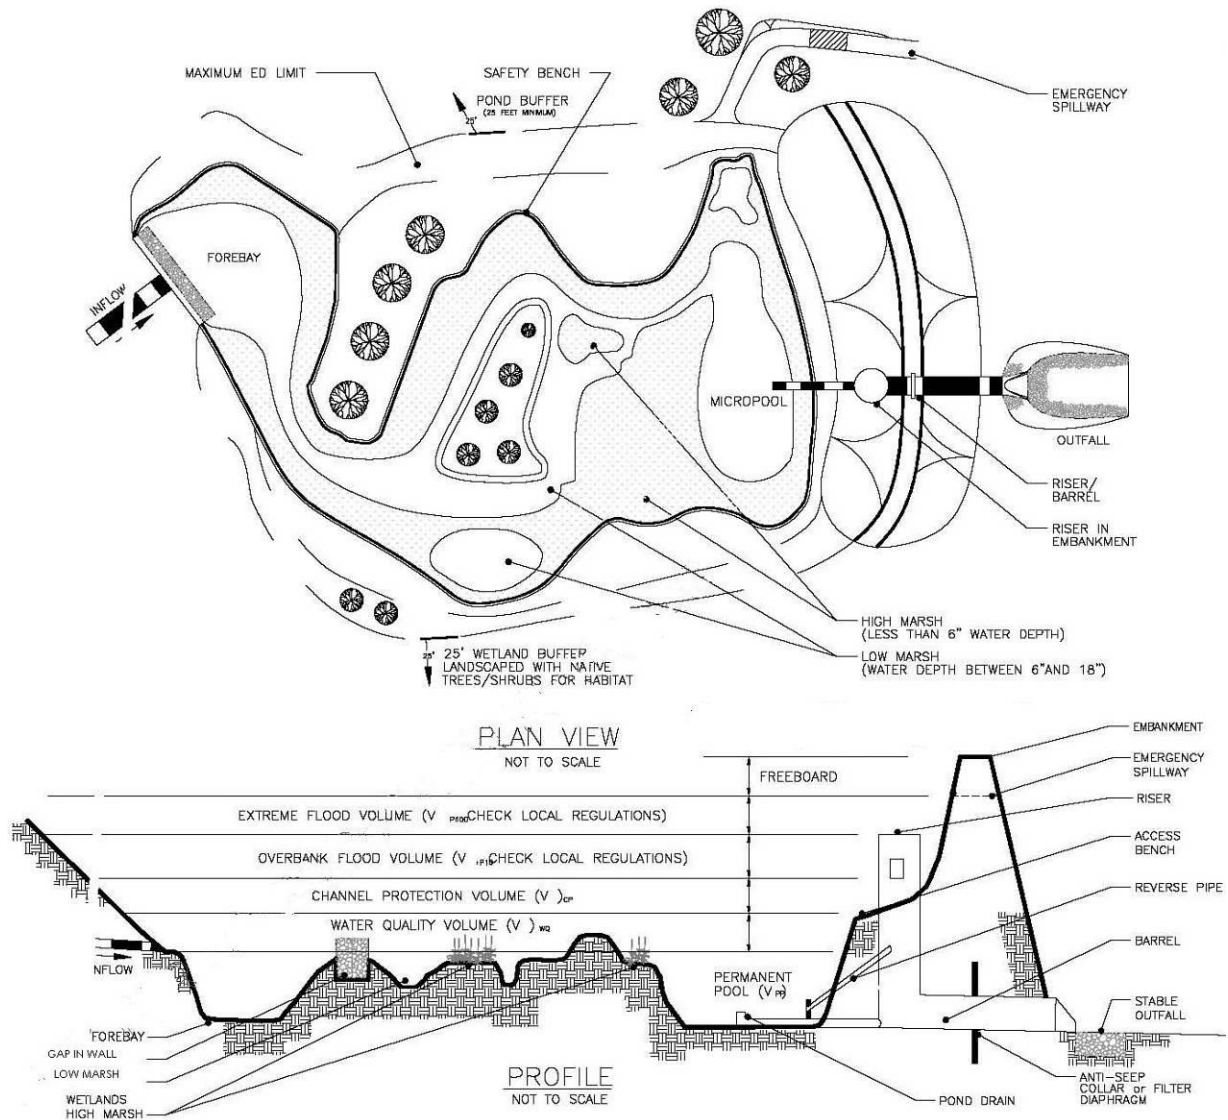 MAXIMUM ED LIMIT
SAFETY BENCH
POND BUFFER
(25 FEET MINIMUM)
25'
EMERGENCY
SPILLWAY
FOREBAY
INFLOW
MICROPOOL
OUTFALL
RISER/
BARREL
RISER IN
EMBANKMENT
HIGH MARSH
(LESS THAN 6" WATER DEPTH)
LOW MARSH
(WATER DEPTH BETWEEN 6"AND 18")
25'
25' WETLAND BUFFER
LANDSCAPED WITH NATIVE
TREES/SHRUBS FOR HABITAT
PLAN VIEW
NOT TO SCALE
EMBANKMENT
FREEBOARD
EMERGENCY
SPILLWAY
EXTREME FLOOD VOLUME (V CHECK LOCAL REGULATIONS)
RISER
OVERBANK FLOOD VOLUME (V CHECK LOCAL REGULATIONS)
ACCESS
BENCH
CHANNEL PROTECTION VOLUME (V )CP
REVERSE PIPE
WATER QUALITY VOLUME (V ) WQ
BARREL
NFLOW
PERMANENT
POOL (V PP)
STABLE
OUTFALL
FOREBAY
GAP IN WALL
LOW MARSH
WETLANDS
HIGH MARSH
PROFILE
NOT TO SCALE
POND DRAIN
ANTI-SEEP
COLLAR or FILTER
DIAPHRAGM